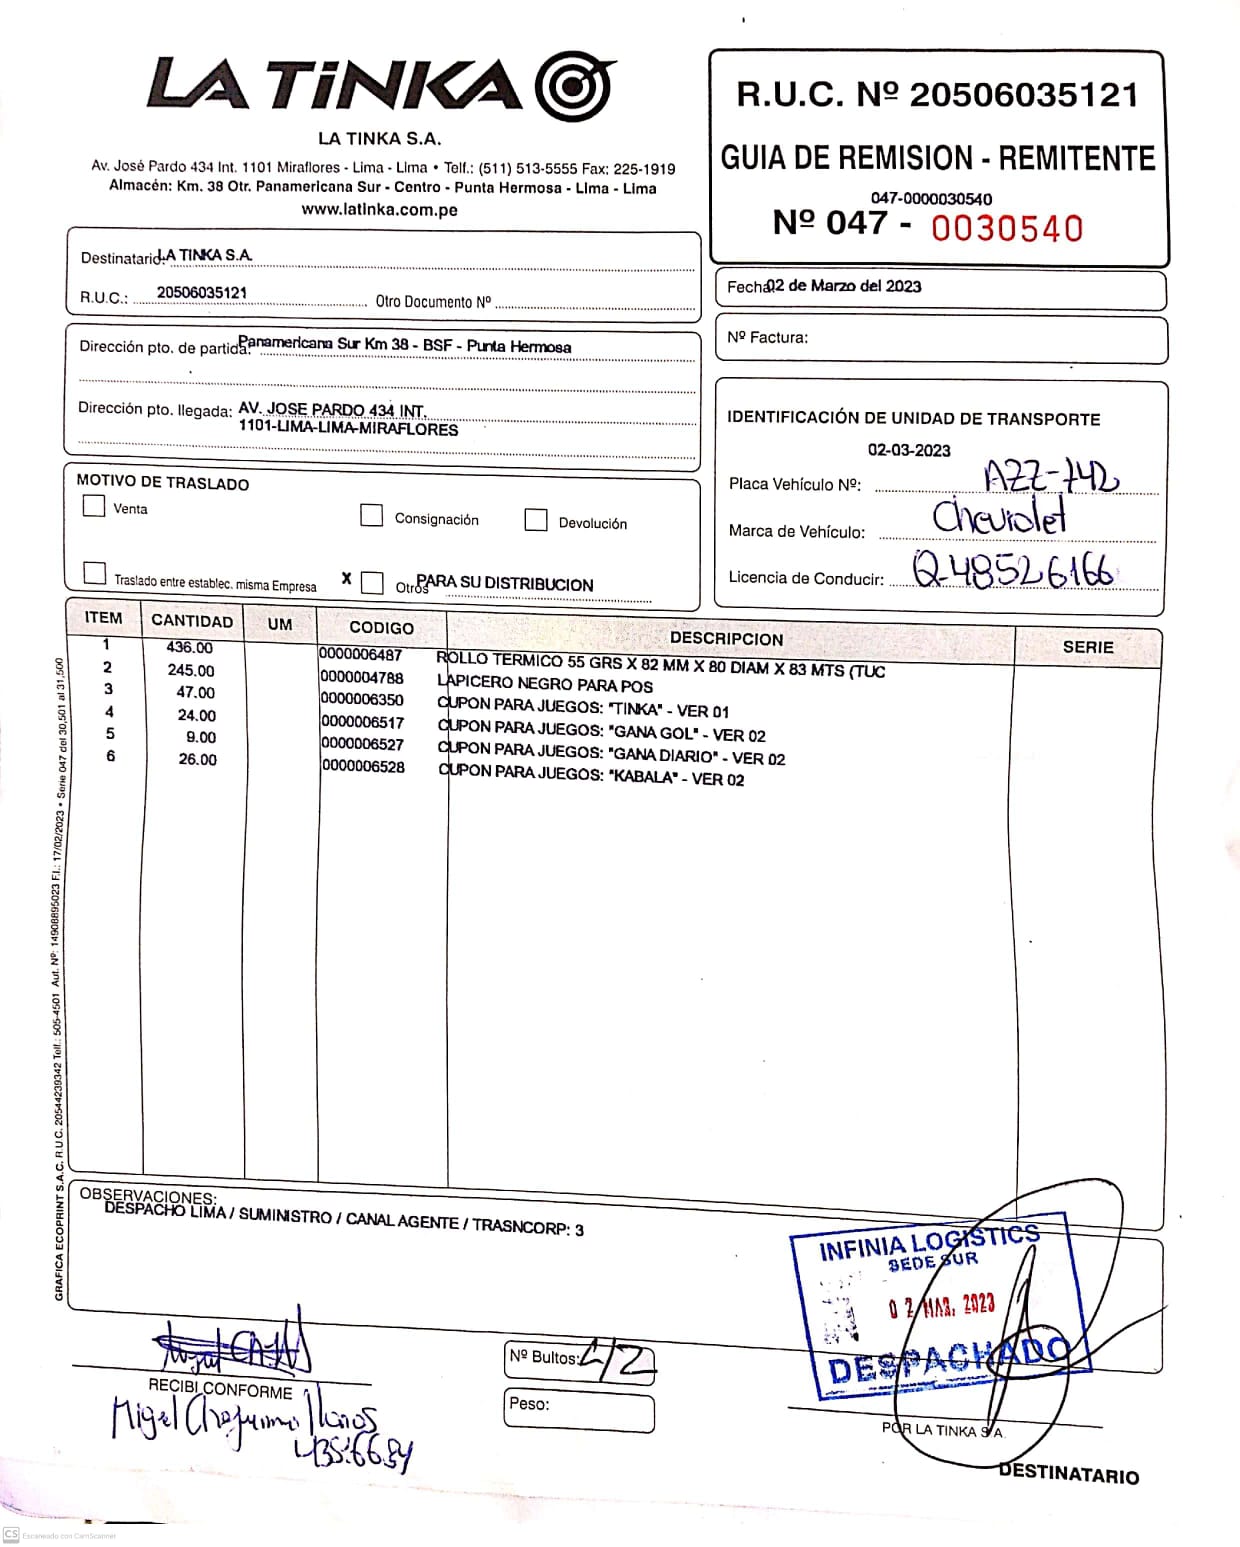 LA TiNKA
LA TINKA S.A.
Av. José Pardo 434 Int. 1101 Miraflores - Lima - Lima • Telf.: (511) 513-5555 Fax: 225-1919
Almacén: Km. 38 Otr. Panamericana Sur - Centro - Punta Hermosa - Lima - Lima
www.latinka.com.pe
R.U.C. Nº 20506035121
GUIA DE REMISION - REMITENTE
047-0000030540
Nº 047 - 0030540
Destinatario: LA TINKA S.A.
R.U.C.: 20506035121 Otro Documento Nº
Fecha: 02 de Marzo del 2023
Nº Factura:
Dirección pto. de partida: Panamericana Sur Km 38 - BSF - Punta Hermosa
Dirección pto. llegada: AV. JOSE PARDO 434 INT.
1101-LIMA-LIMA-MIRAFLORES
IDENTIFICACIÓN DE UNIDAD DE TRANSPORTE
02-03-2023
Placa Vehículo Nº: AZZ-742
Marca de Vehículo: Chevrolet
Licencia de Conducir: Q-48526166
MOTIVO DE TRASLADO
Venta
Consignación
Devolución
Traslado entre establec. misma Empresa
X Otros PARA SU DISTRIBUCION
ITEM CANTIDAD UM CODIGO DESCRIPCION SERIE
1 436.00 0000006487 ROLLO TERMICO 55 GRS X 82 MM X 80 DIAM X 83 MTS (TUC
2 245.00 0000004788 LAPICERO NEGRO PARA POS
3 47.00 0000006350 CUPON PARA JUEGOS: "TINKA" - VER 01
4 24.00 0000006517 CUPON PARA JUEGOS: "GANA GOL" - VER 02
5 9.00 0000006527 CUPON PARA JUEGOS: "GANA DIARIO" - VER 02
6 26.00 0000006528 CUPON PARA JUEGOS: "KABALA" - VER 02
GRAFICA ECOPRINT S.A.C. R.U.C. 20544239342 Telf.: 505-4501 Aut. Nº: 14908895023 F.I.: 17/02/2023 • Serie 047 del 30,501 al 31,500
OBSERVACIONES:
DESPACHO LIMA / SUMINISTRO / CANAL AGENTE / TRASNCORP: 3
INFINIA LOGISTICS
SEDE SUR
02 MAR. 2023
DESPACHADO
RECIBI CONFORME
Migel Llanos
Nº Bultos:
Peso:
POR LA TINKA S.A.
DESTINATARIO
CS Escaneado con CamScanner